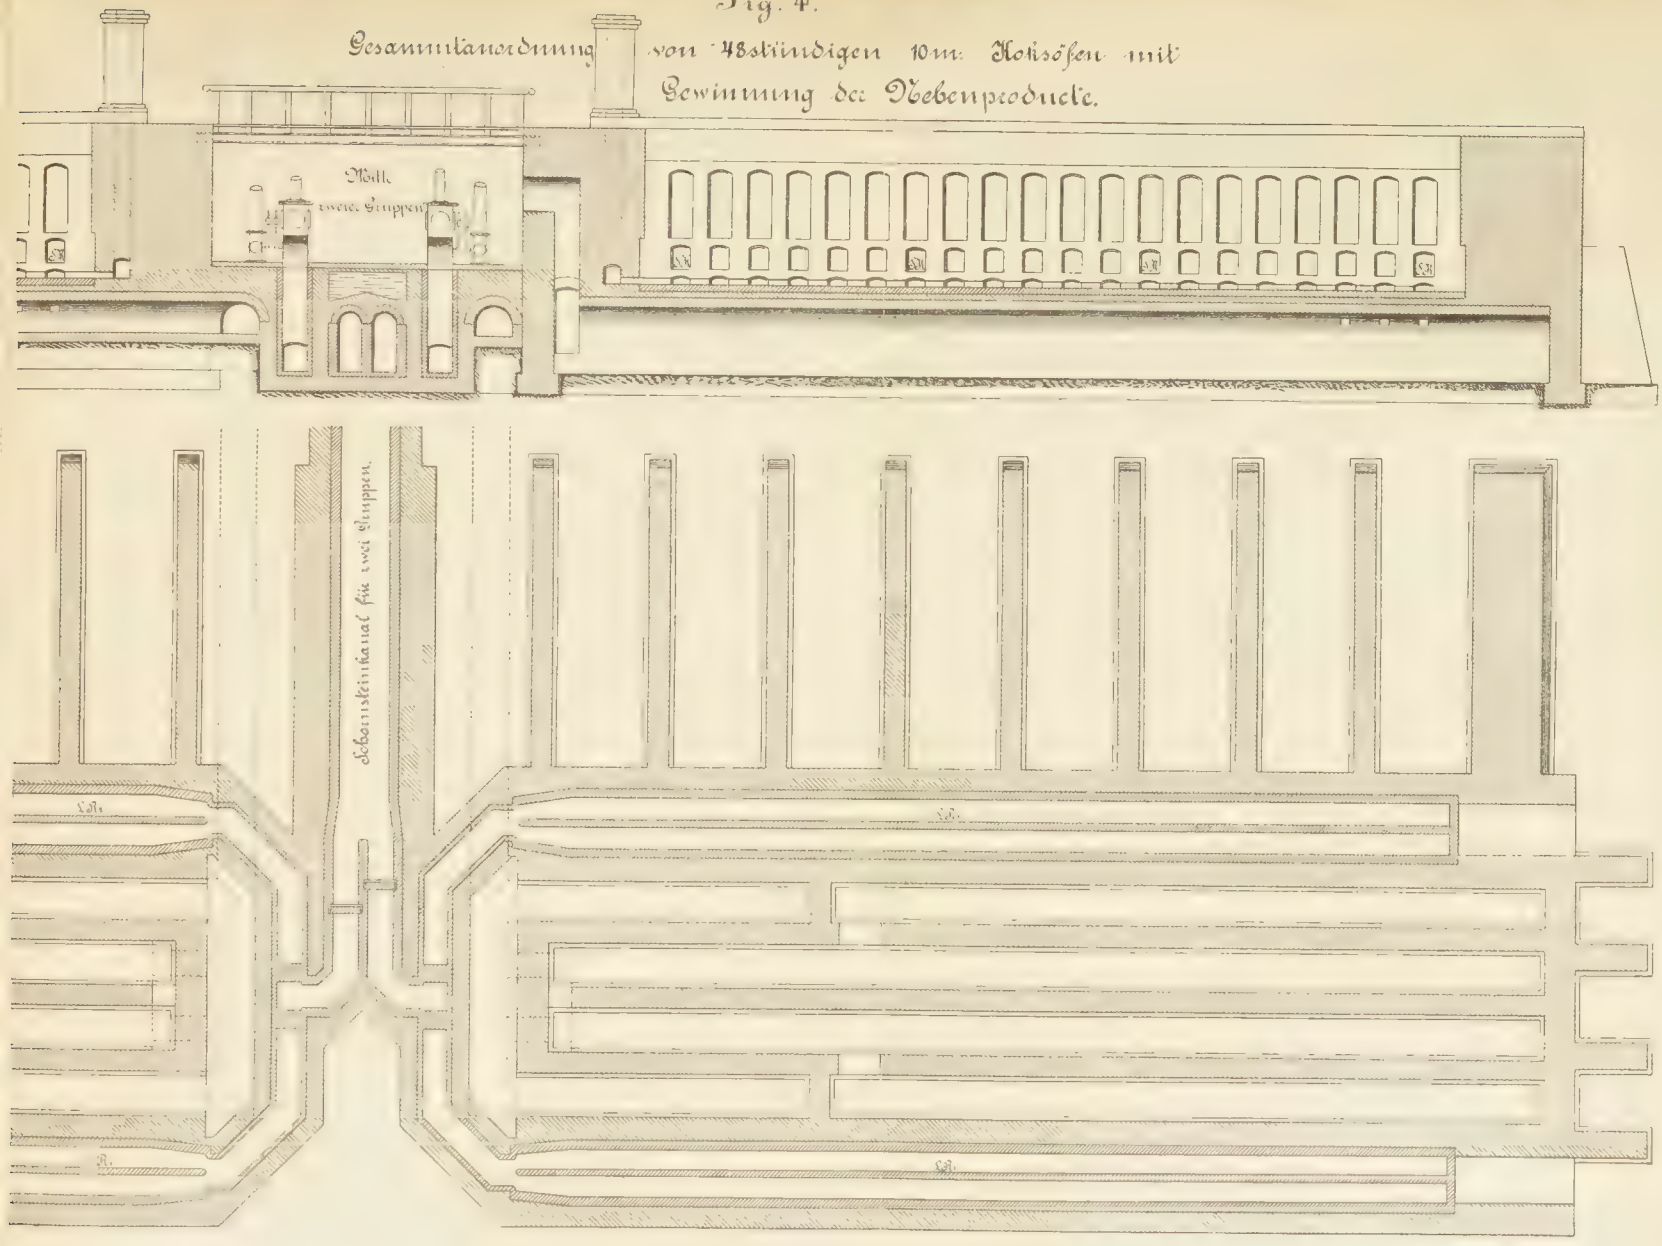 Fig. 4.
Gesammtanordnung von 48stündigen 10m: Koksöfen mit
Gewinnung der Nebenproducte.
Mitte
zweier Gruppen
Schornsteinkanal für zwei Gruppen.
L.R.
L.R.
R.
L.R.